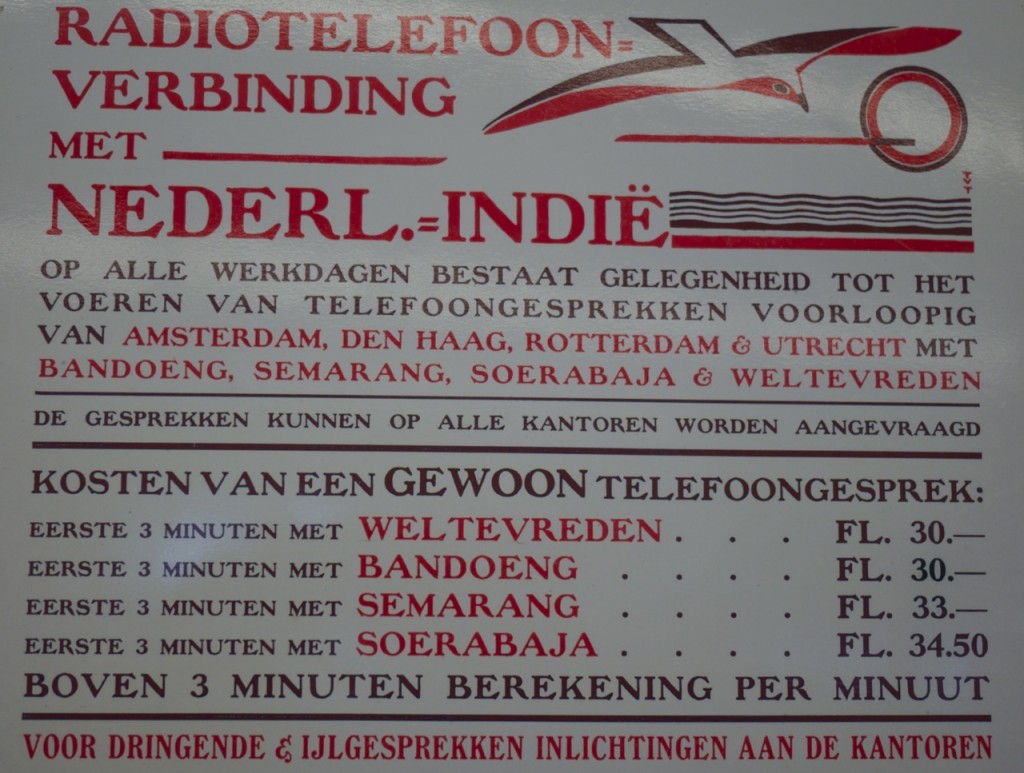 RADIOTELEFOON=
VERBINDING
MET
NEDERL.=INDIË
OP ALLE WERKDAGEN BESTAAT GELEGENHEID TOT HET
VOEREN VAN TELEFOONGESPREKKEN VOORLOOPIG
VAN AMSTERDAM, DEN HAAG, ROTTERDAM & UTRECHT MET
BANDOENG, SEMARANG, SOERABAJA & WELTEVREDEN
DE GESPREKKEN KUNNEN OP ALLE KANTOREN WORDEN AANGEVRAAGD
KOSTEN VAN EEN GEWOON TELEFOONGESPREK:
EERSTE 3 MINUTEN MET WELTEVREDEN . . . FL. 30.—
EERSTE 3 MINUTEN MET BANDOENG . . . . FL. 30.—
EERSTE 3 MINUTEN MET SEMARANG . . . . FL. 33.—
EERSTE 3 MINUTEN MET SOERABAJA . . . . FL. 34.50
BOVEN 3 MINUTEN BEREKENING PER MINUUT
VOOR DRINGENDE & IJLGESPREKKEN INLICHTINGEN AAN DE KANTOREN